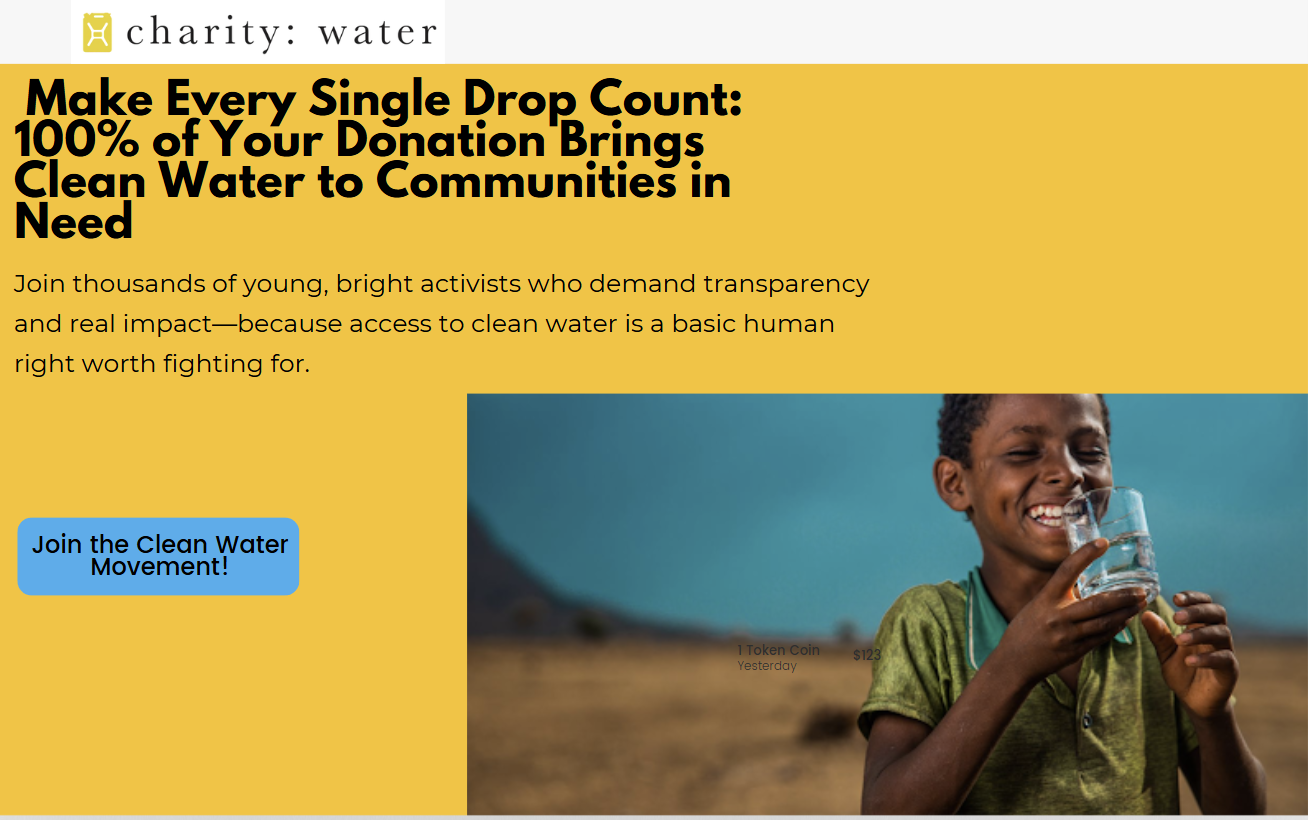 charity: water
Make Every Single Drop Count:
100% of Your Donation Brings
Clean Water to Communities in
Need
Join thousands of young, bright activists who demand transparency
and real impact—because access to clean water is a basic human
right worth fighting for.
Join the Clean Water
Movement!
1 Token Coin
$123
Yesterday